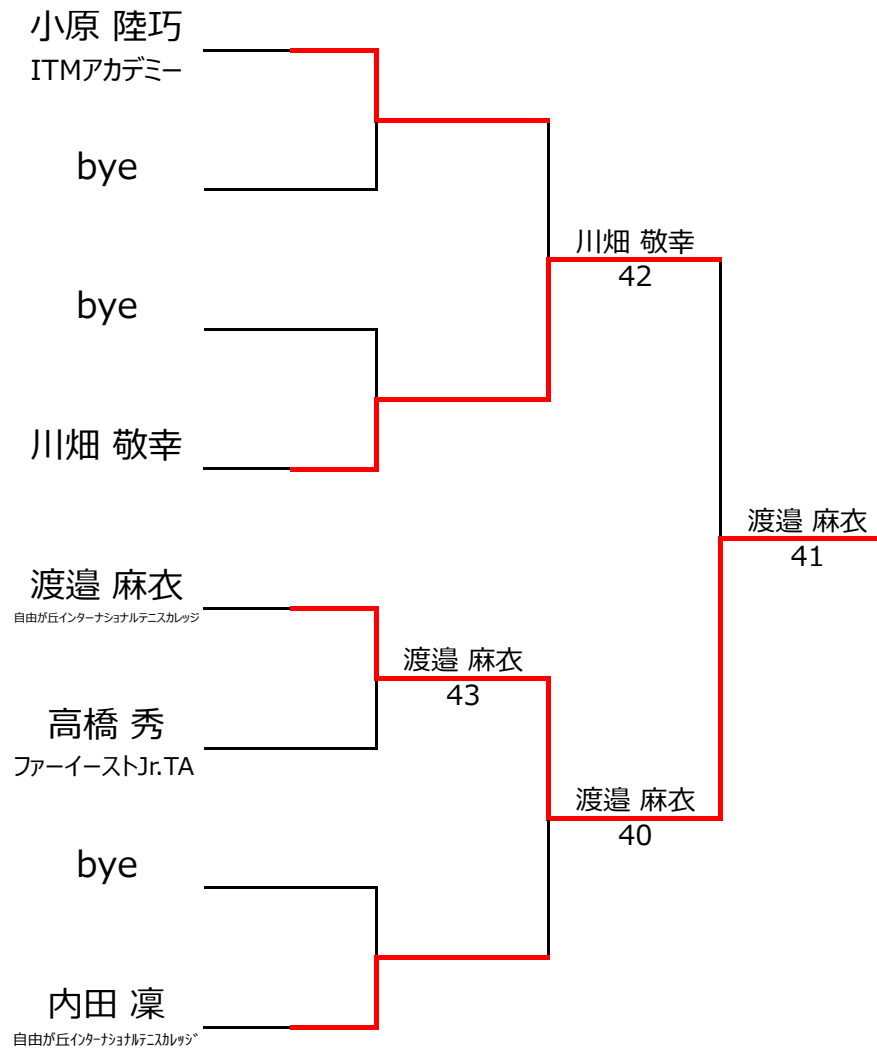 小原 陸巧
ITMアカデミー
bye
bye
川畑 敬幸
渡邉 麻衣
自由が丘インターナショナルテニスカレッジ
高橋 秀
ファーイーストJr.TA
bye
内田 凜
自由が丘インターナショナルテニスカレッジ
川畑 敬幸
42
渡邉 麻衣
43
渡邉 麻衣
40
渡邉 麻衣
41